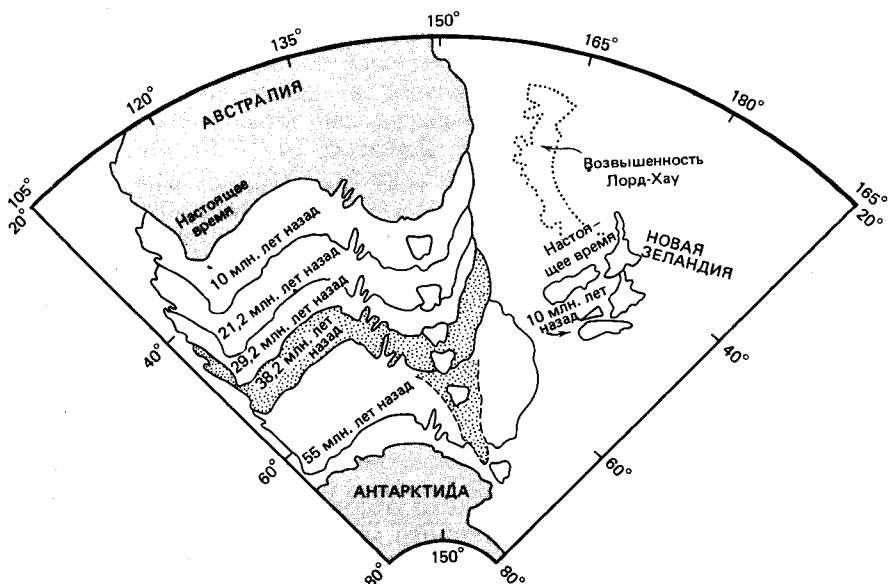 150°
135°
165°
120°
180°
АВСТРАЛИЯ
Возвышенность
Лорд-Хау
105°
20°
165°
20°
Настоящее
время
Настоя-
щее время
НОВАЯ
ЗЕЛАНДИЯ
10 млн. лет назад
10 млн. лет
назад
21,2 млн. лет назад
29,2 млн. лет назад
38,2 млн. лет
назад
40°
40°
55 млн. лет назад
60°
60°
АНТАРКТИДА
150°
80°
80°